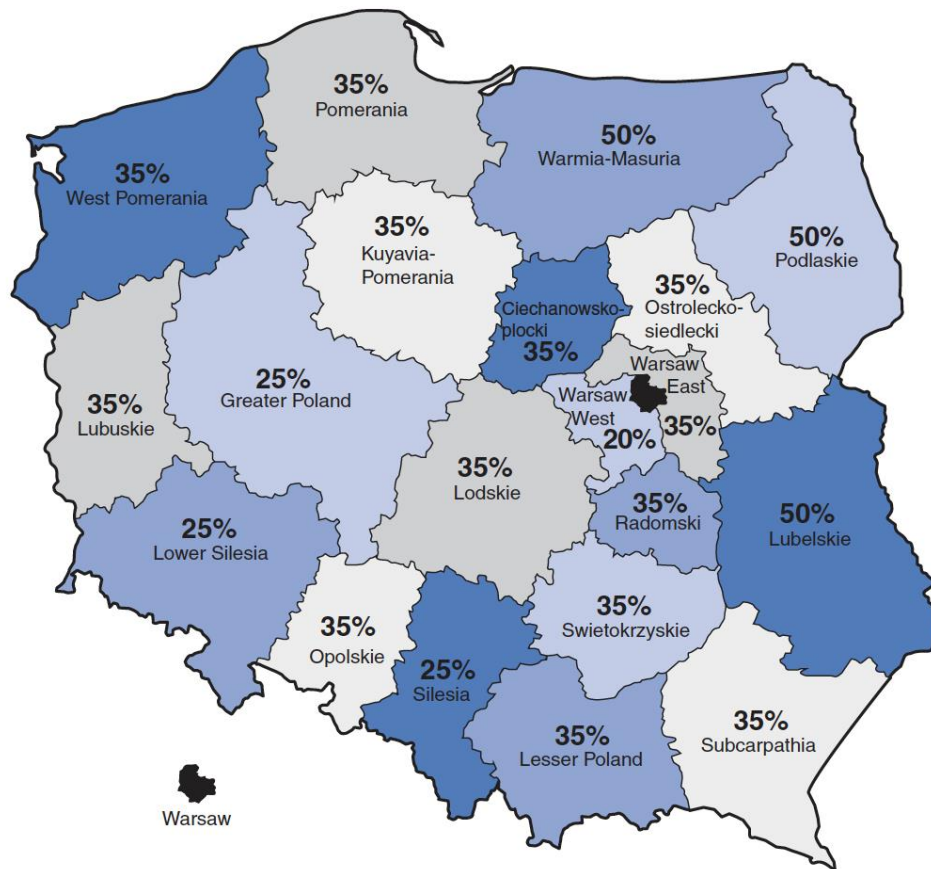 35%
Pomerania
50%
Warmia-Masuria
35%
West Pomerania
35%
Kuyavia-
Pomerania
50%
Podlaskie
35%
Ostrolecko-
siedlecki
Ciechanowsko-
plocki
35%
Warsaw
East
35%
Warsaw
West
20%
25%
Greater Poland
35%
Lubuskie
35%
Lodskie
35%
Radomski
50%
Lubelskie
25%
Lower Silesia
35%
Swietokrzyskie
35%
Opolskie
25%
Silesia
35%
Lesser Poland
35%
Subcarpathia
Warsaw